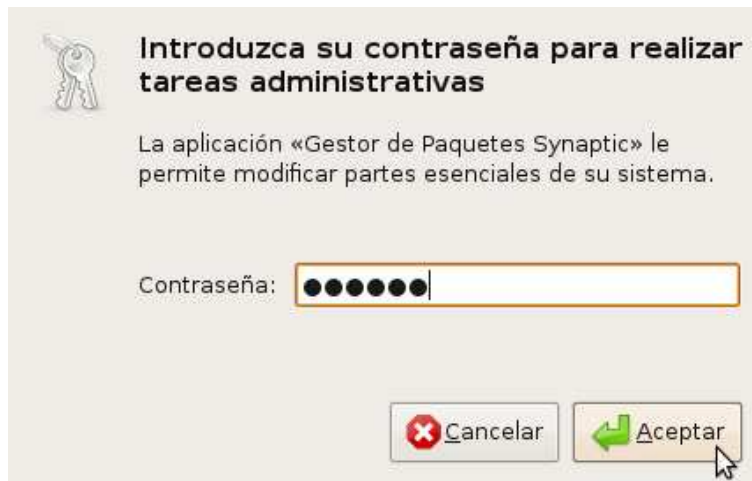 Introduzca su contraseña para realizar
tareas administrativas
La aplicación «Gestor de Paquetes Synaptic» le
permite modificar partes esenciales de su sistema.
Contraseña: ●●●●●●
Cancelar Aceptar